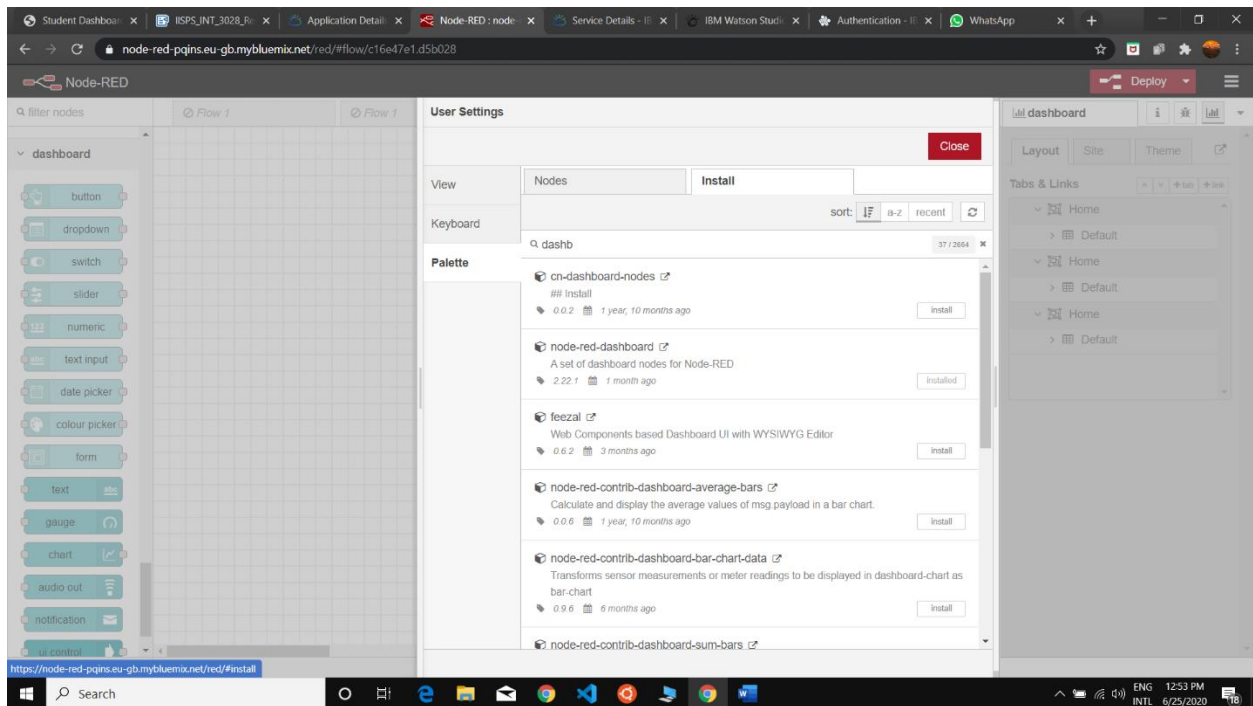 Student Dashboar
IISPS_INT_3028_Re
Application Detail
Node-RED : node-
Service Details - IE
IBM Watson Studi
Authentication - II
WhatsApp
node-red-pqins.eu-gb.mybluemix.net/red/#flow/c16e47e1.d5b028
Node-RED
Deploy
filter nodes
Flow 1
Flow 1
User Settings
dashboard
Close
dashboard
button
dropdown
switch
slider
numeric
text input
date picker
colour picker
form
text
abc
gauge
chart
audio out
notification
ui control
View
Keyboard
Palette
Nodes
Install
sort:
a-z
recent
dashb
37 / 2664
cn-dashboard-nodes
## Install
0.0.2 1 year, 10 months ago
install
node-red-dashboard
A set of dashboard nodes for Node-RED
2.22.1 1 month ago
installed
feezal
Web Components based Dashboard UI with WYSIWYG Editor
0.6.2 3 months ago
install
node-red-contrib-dashboard-average-bars
Calculate and display the average values of msg.payload in a bar chart.
0.0.6 1 year, 10 months ago
install
node-red-contrib-dashboard-bar-chart-data
Transforms sensor measurements or meter readings to be displayed in dashboard-chart as
bar-chart
0.9.6 6 months ago
install
node-red-contrib-dashboard-sum-bars
Layout
Site
Theme
Tabs & Links
+ tab
+ link
Home
Default
Home
Default
Home
Default
https://node-red-pqins.eu-gb.mybluemix.net/red/#install
Search
ENG
INTL
12:53 PM
6/25/2020
18